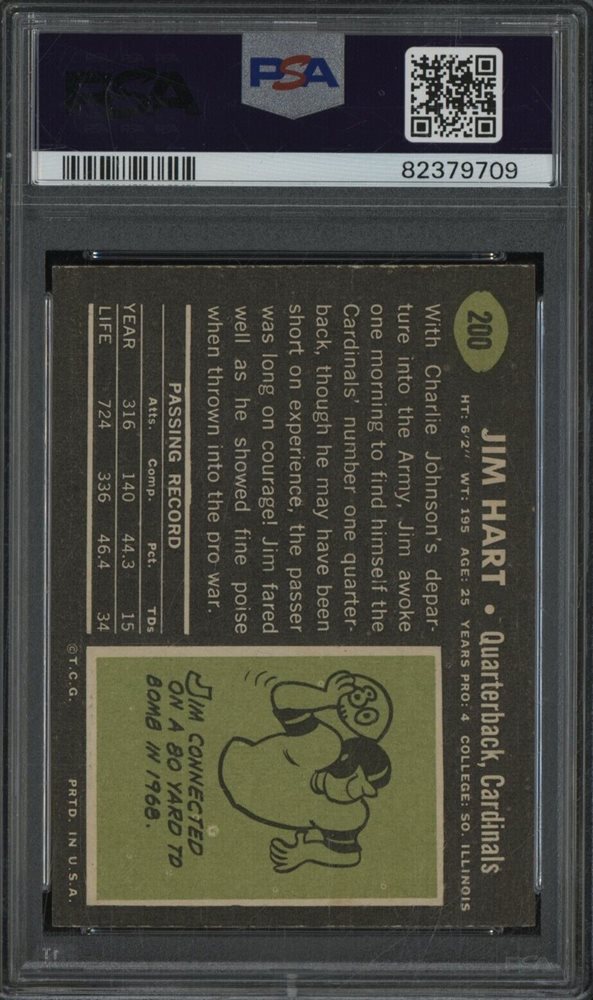 PSA
PSA
82379709
200
JIM HART • Quarterback, Cardinals
HT: 6'2" WT: 195 AGE: 25 YEARS PRO: 4 COLLEGE: SO. ILLINOIS
With Charlie Johnson's depar-
ture into the Army, Jim awoke
one morning to find himself the
Cardinals' number one quarter-
back, though he may have been
short on experience, the passer
was long on courage! Jim fared
well as he showed fine poise
when thrown into the pro war.
PASSING RECORD
Atts. Comp. Pct. TDs
YEAR 316 140 44.3 15
LIFE 724 336 46.4 34
80
JIM CONNECTED
ON A 80 YARD TD
BOMB IN 1968.
©T.C.G. PRTD. IN U.S.A.